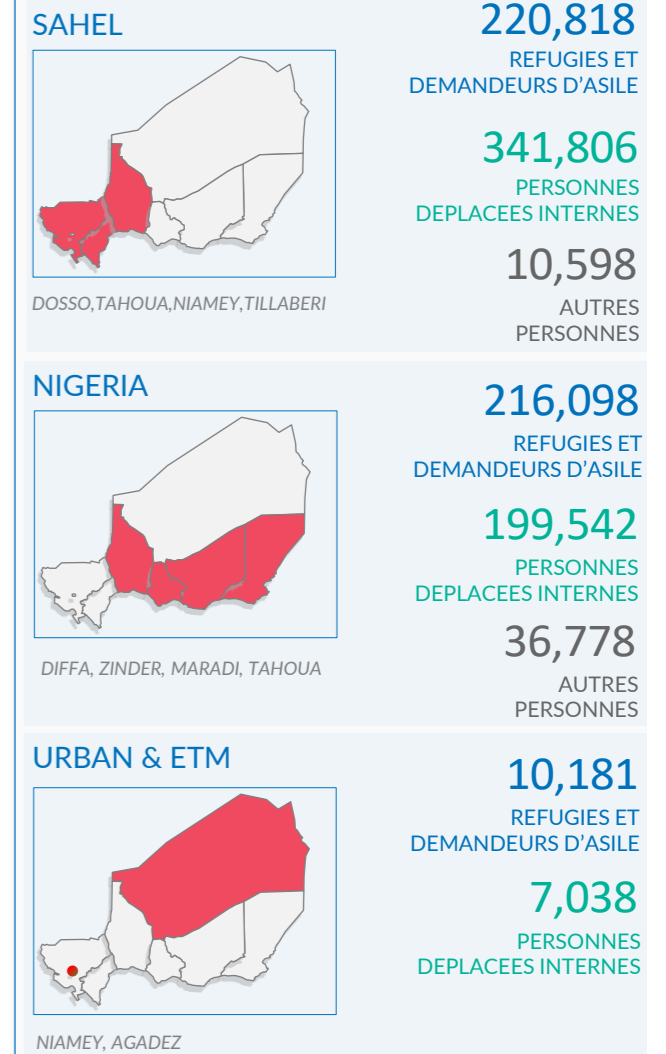 SAHEL
220,818
REFUGIES ET
DEMANDEURS D'ASILE
341,806
PERSONNES
DEPLACEES INTERNES
10,598
AUTRES
PERSONNES
DOSSO,TAHOUA,NIAMEY,TILLABERI
NIGERIA
216,098
REFUGIES ET
DEMANDEURS D'ASILE
199,542
PERSONNES
DEPLACEES INTERNES
36,778
AUTRES
PERSONNES
DIFFA, ZINDER, MARADI, TAHOUA
URBAN & ETM
10,181
REFUGIES ET
DEMANDEURS D'ASILE
7,038
PERSONNES
DEPLACEES INTERNES
NIAMEY, AGADEZ